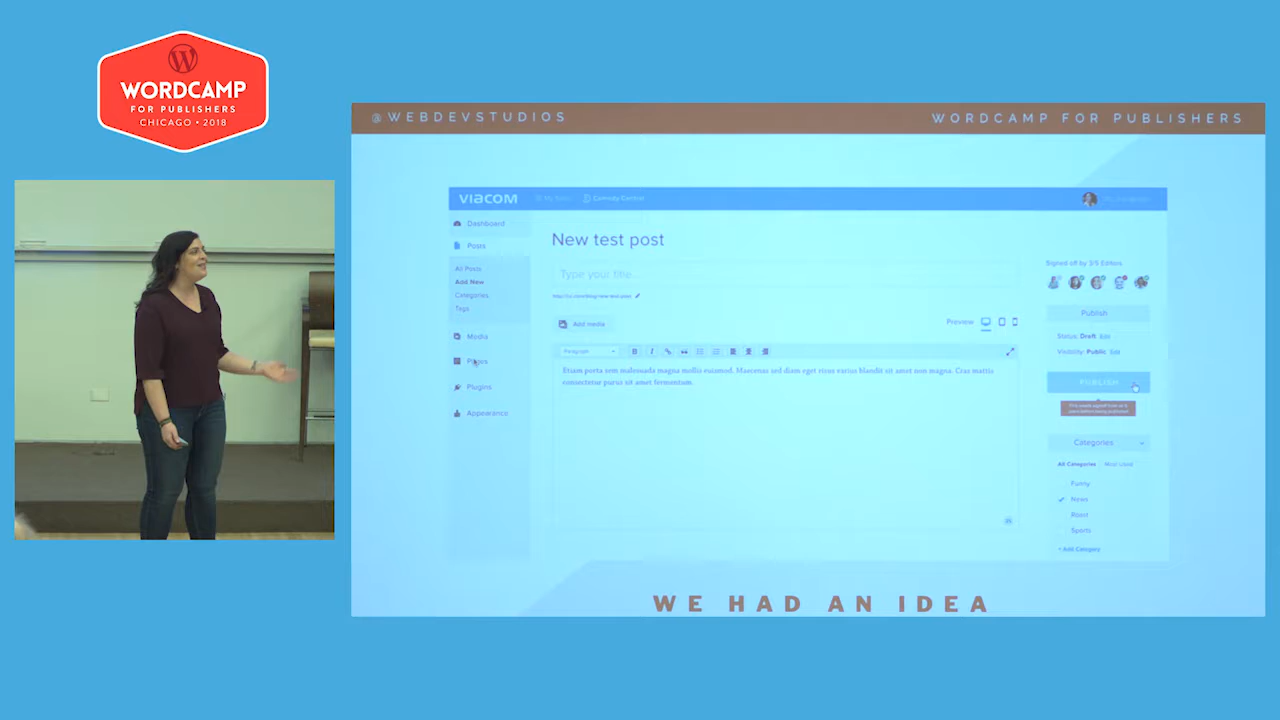 WORDCAMP
FOR PUBLISHERS
CHICAGO • 2018
@WEBDEVSTUDIOS
WORDCAMP FOR PUBLISHERS
VIACOM
My Sites
Comedy Central
Dashboard
Posts
All Posts
Add New
Categories
Tags
Media
Pages
Plugins
Appearance
New test post
Type your title...
Add media
Preview
Paragraph
B I
Etiam porta sem malesuada magna mollis euismod. Maecenas sed diam eget risus varius blandit sit amet non magna. Cras mattis
consectetur purus sit amet fermentum.
Signed off by 3/5 Editors
Publish
Status: Draft Edit
Visibility: Public Edit
PUBLISH
Categories
All Categories Most Used
Funny
News
Roast
Sports
+ Add Category
WE HAD AN IDEA